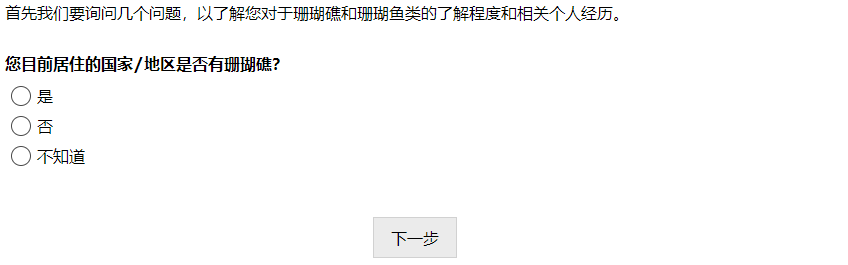 首先我们要询问几个问题，以了解您对于珊瑚礁和珊瑚鱼类的了解程度和相关个人经历。
您目前居住的国家/地区是否有珊瑚礁?
是
否
不知道
下一步